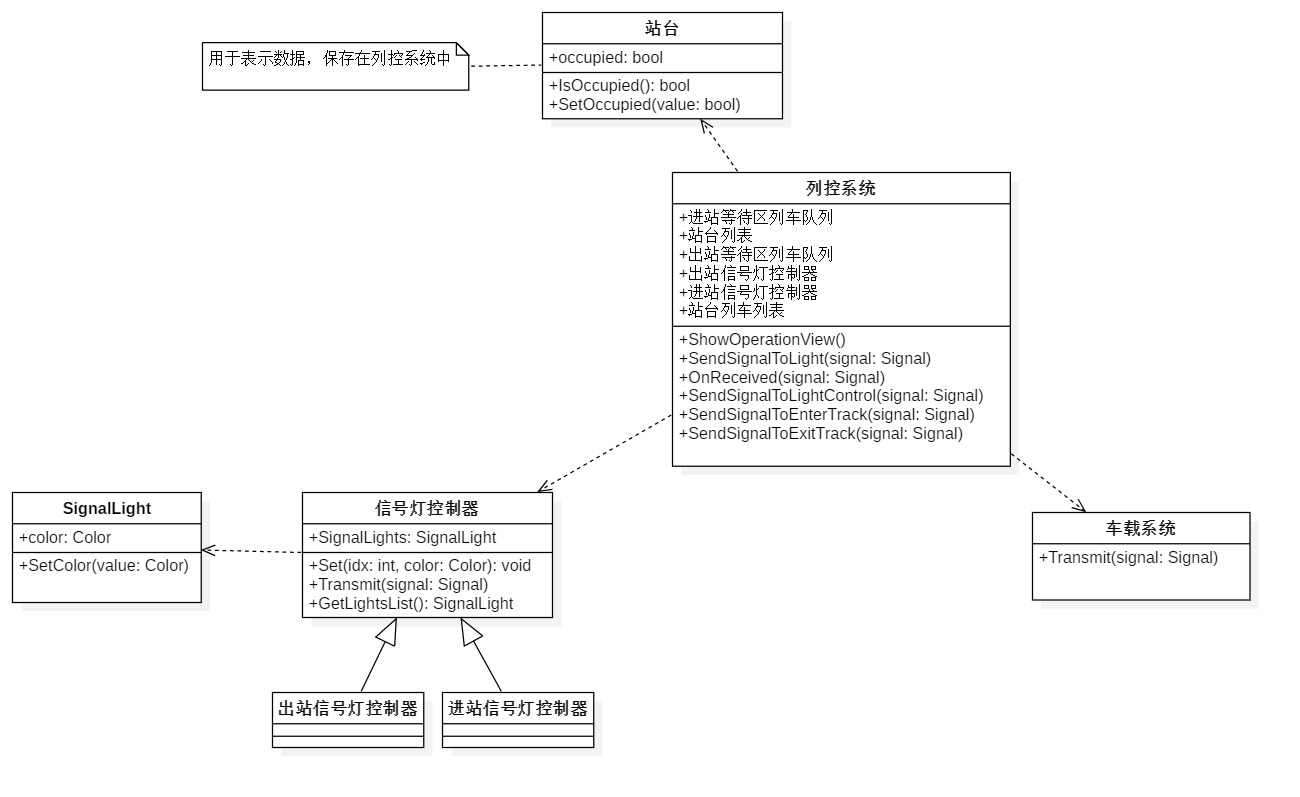 站台
用于表示数据，保存在列控系统中
+occupied: bool
+IsOccupied(): bool
+SetOccupied(value: bool)
列控系统
+进站等待区列车队列
+站台列表
+出站等待区列车队列
+出站信号灯控制器
+进站信号灯控制器
+站台列车列表
+ShowOperationView()
+SendSignalToLight(signal: Signal)
+OnReceived(signal: Signal)
+SendSignalToLightControl(signal: Signal)
+SendSignalToEnterTrack(signal: Signal)
+SendSignalToExitTrack(signal: Signal)
SignalLight
+color: Color
+SetColor(value: Color)
信号灯控制器
+SignalLights: SignalLight
+Set(idx: int, color: Color): void
+Transmit(signal: Signal)
+GetLightsList(): SignalLight
车载系统
+Transmit(signal: Signal)
出站信号灯控制器
进站信号灯控制器